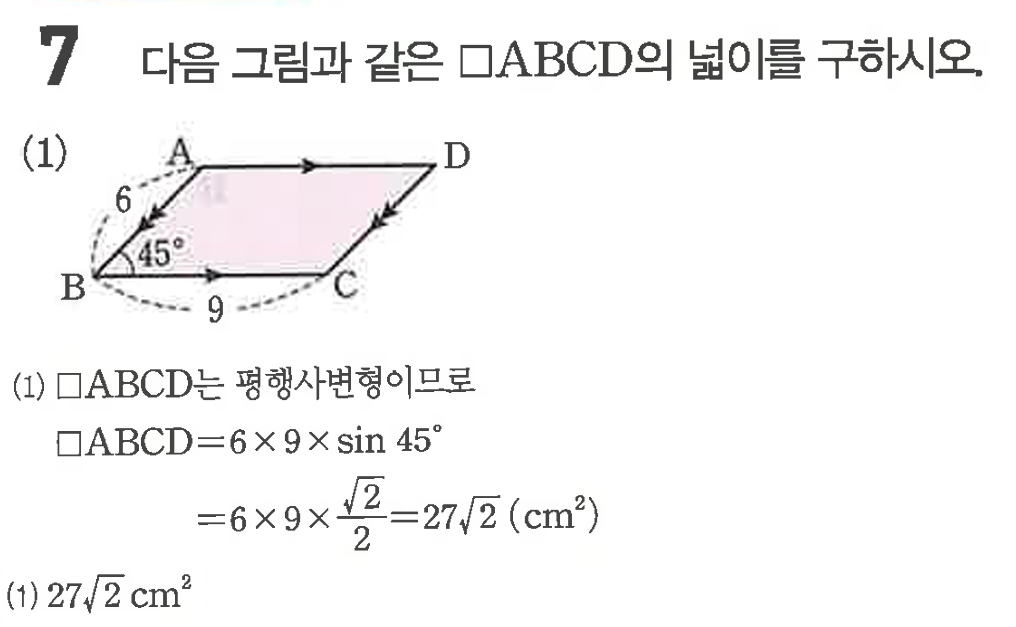 7 다음 그림과 같은 □ABCD의 넓이를 구하시오.
(1)
A
D
6
45°
B
C
9
(1) □ABCD는 평행사변형이므로
□ABCD=6×9×sin 45°
=6×9×√2/2=27√2 (cm²)
(1) 27√2 cm²